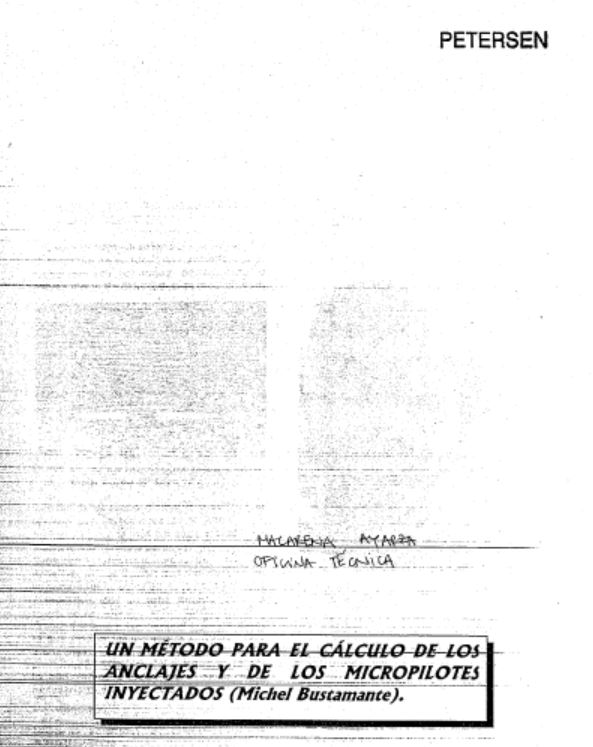 PETERSEN
MACARENA AYARZA
OFICINA TÉCNICA
UN MÉTODO PARA EL CÁLCULO DE LOS
ANCLAJES Y DE LOS MICROPILOTES
INYECTADOS (Michel Bustamante).